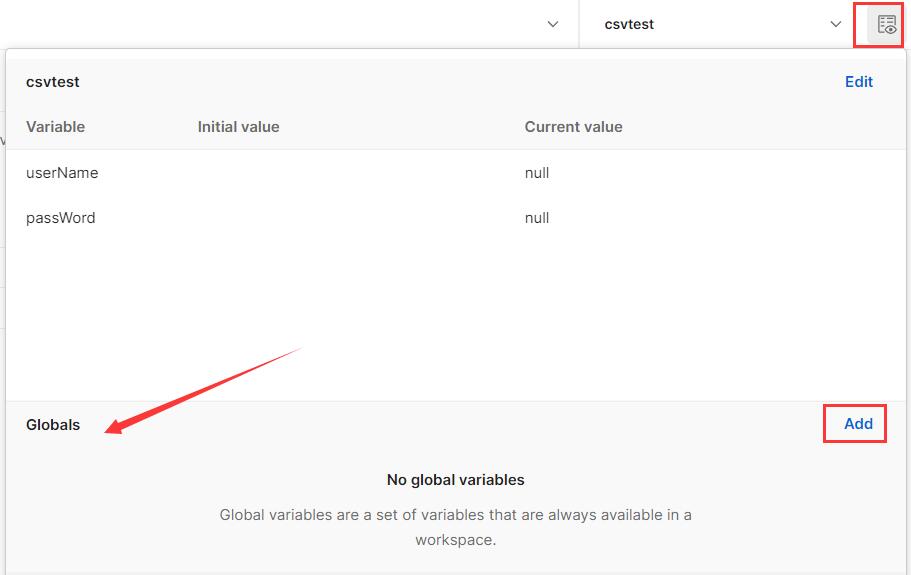 csvtest
csvtest Edit
Variable Initial value Current value
userName null
passWord null
Globals Add
No global variables
Global variables are a set of variables that are always available in a
workspace.